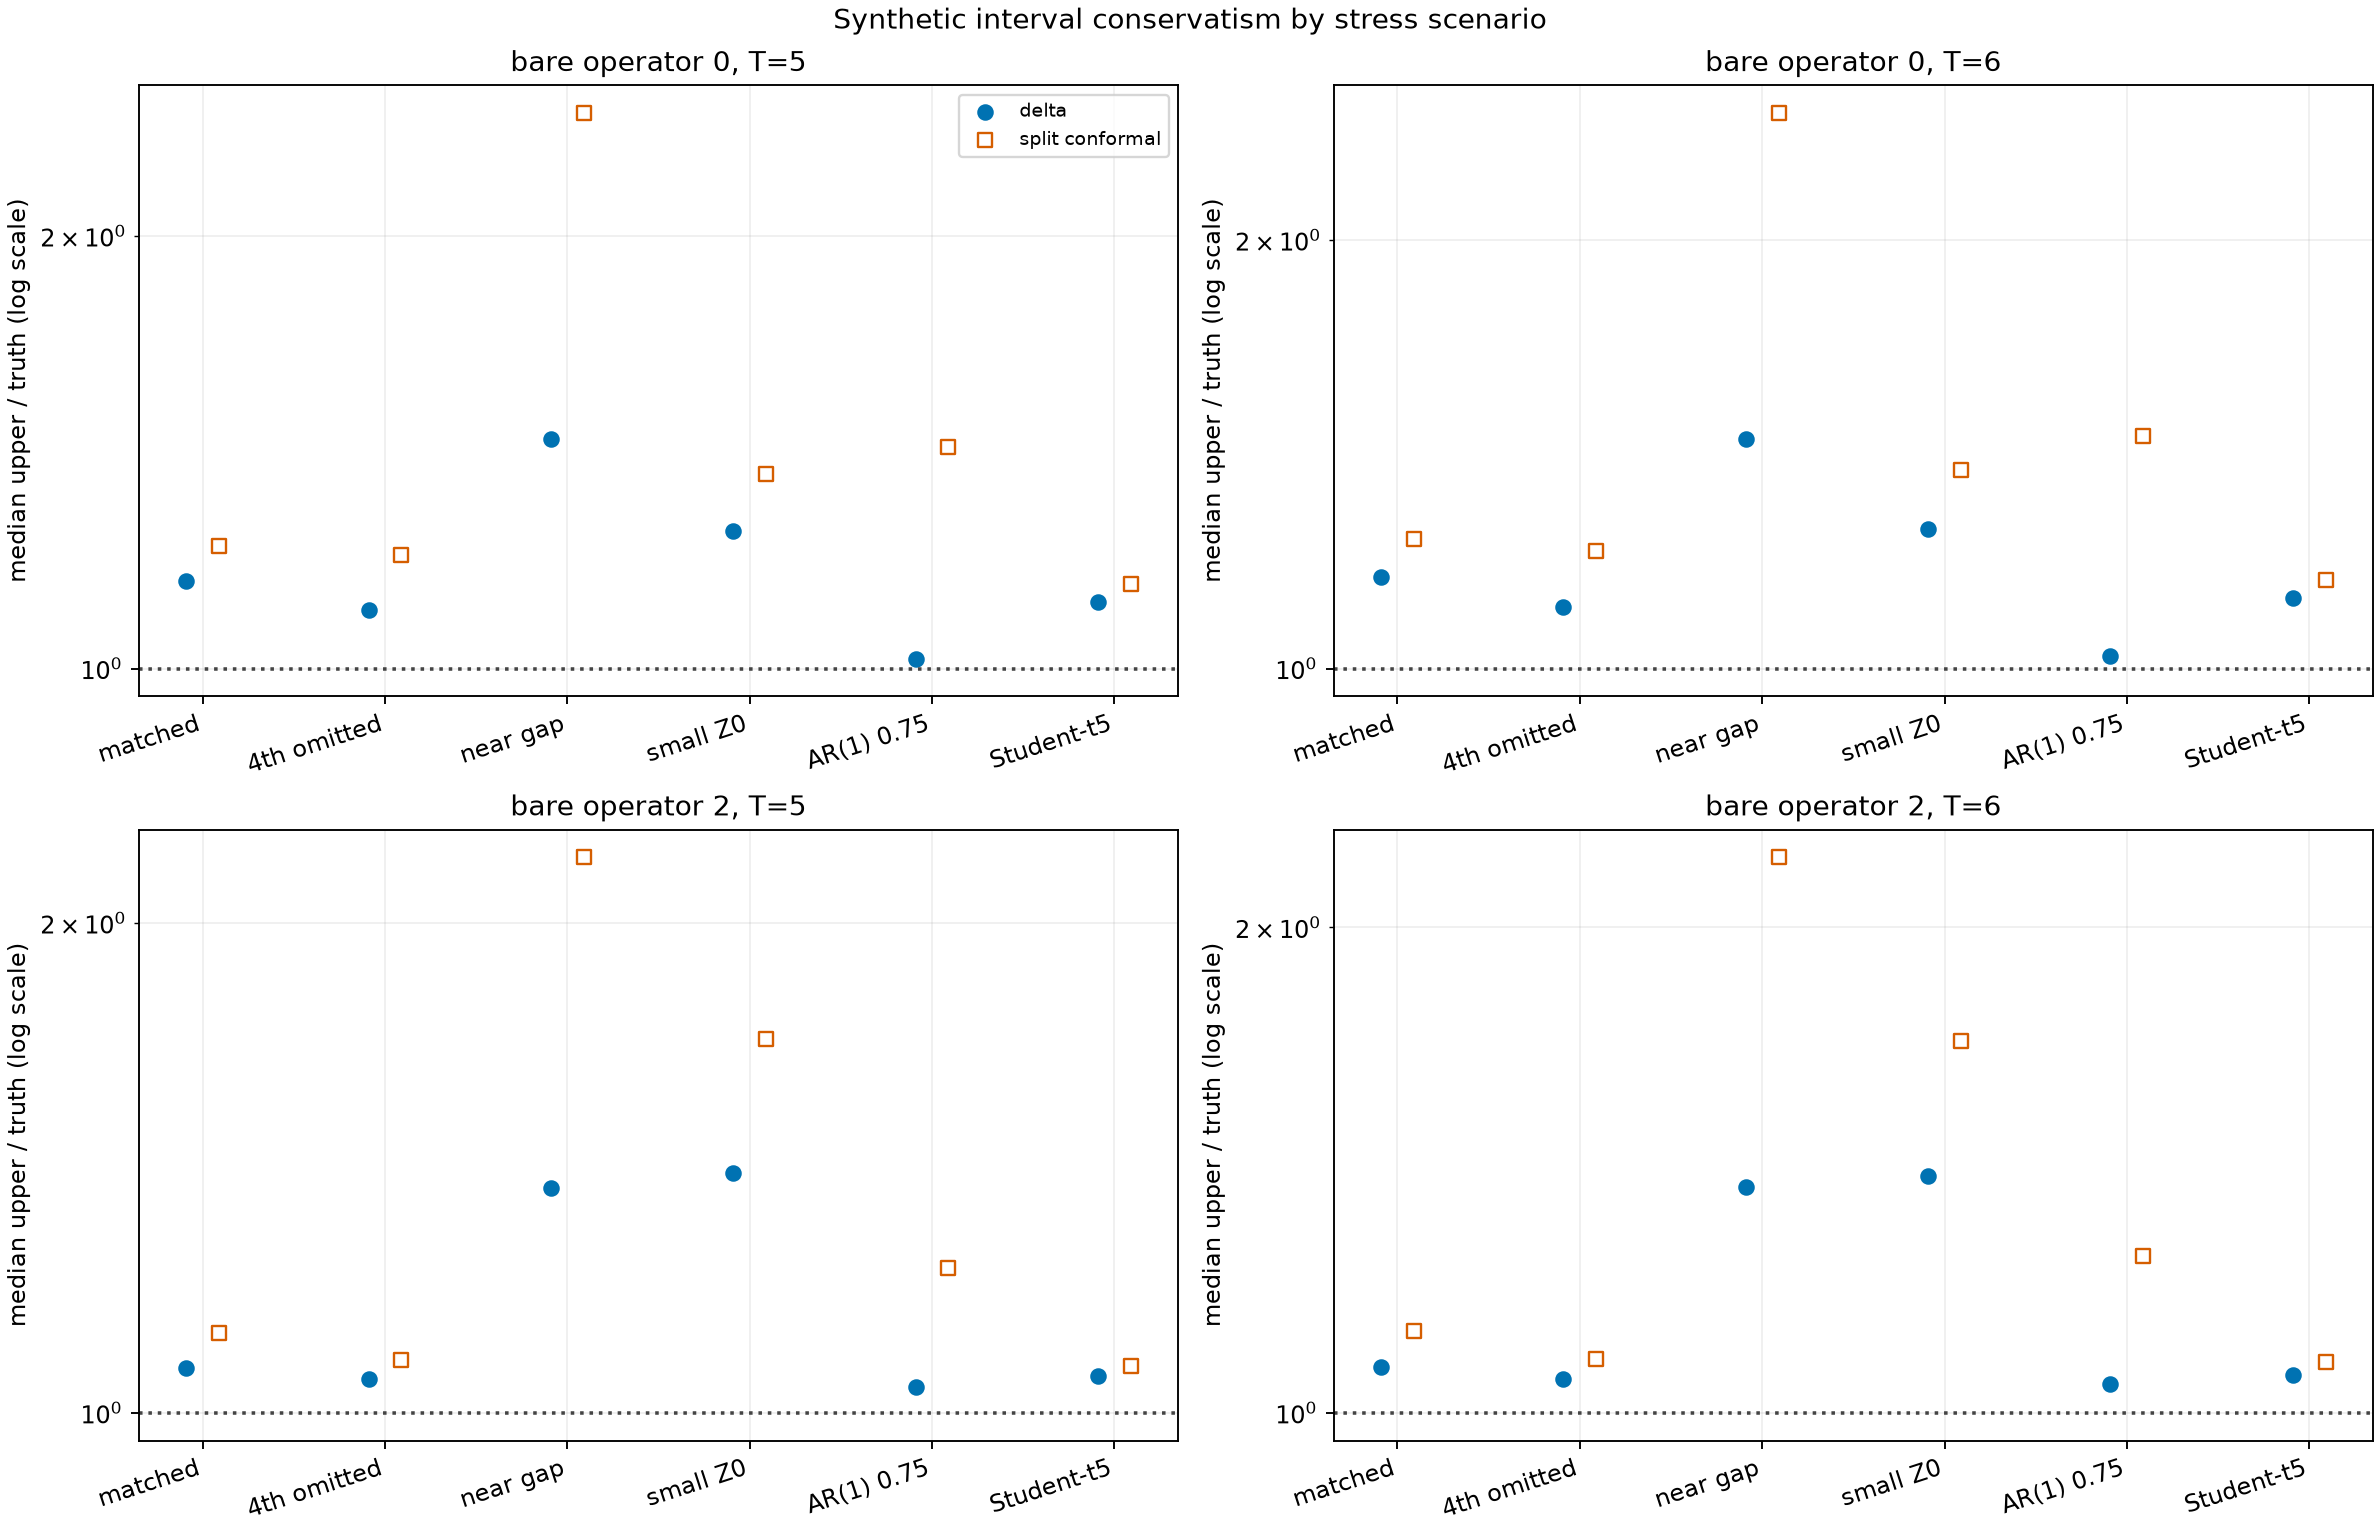 Synthetic interval conservatism by stress scenario
bare operator 0, T=5
median upper / truth (log scale)
2 × 10⁰
10⁰
delta
split conformal
matched
4th omitted
near gap
small Z0
AR(1) 0.75
Student-t5
bare operator 0, T=6
median upper / truth (log scale)
2 × 10⁰
10⁰
matched
4th omitted
near gap
small Z0
AR(1) 0.75
Student-t5
bare operator 2, T=5
median upper / truth (log scale)
2 × 10⁰
10⁰
matched
4th omitted
near gap
small Z0
AR(1) 0.75
Student-t5
bare operator 2, T=6
median upper / truth (log scale)
2 × 10⁰
10⁰
matched
4th omitted
near gap
small Z0
AR(1) 0.75
Student-t5